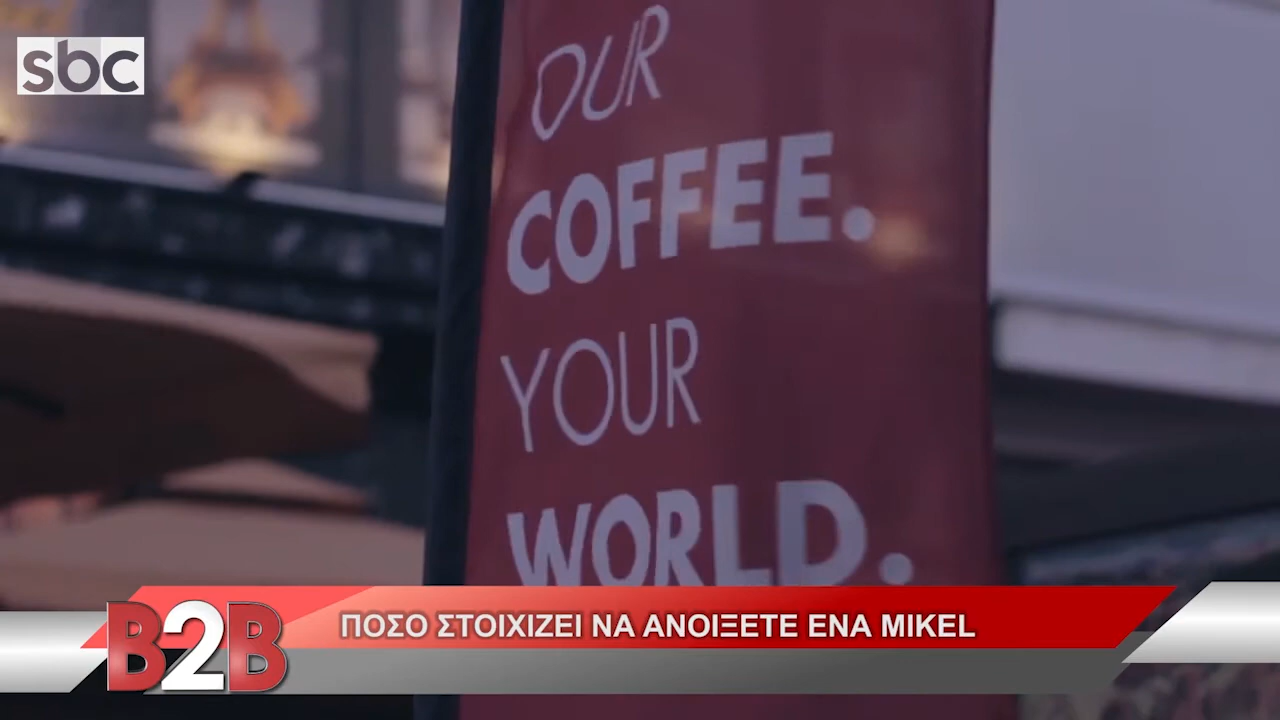 sbc
OUR
COFFEE.
YOUR
WORLD.
B2B
ΠΟΣΟ ΣΤΟΙΧΙΖΕΙ ΝΑ ΑΝΟΙΞΕΤΕ ΕΝΑ MIKEL